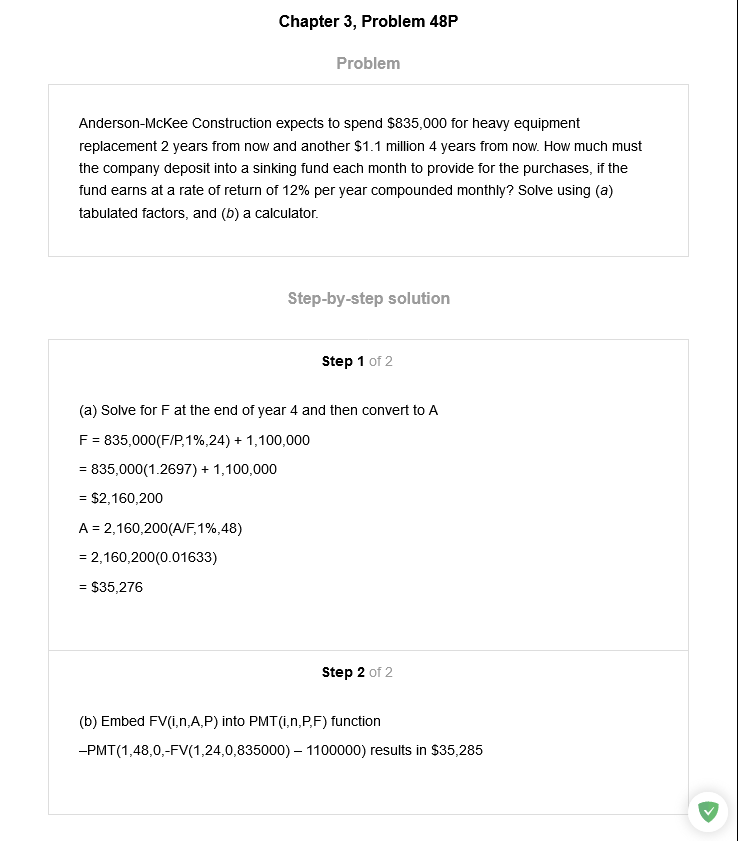 Chapter 3, Problem 48P
Problem
Anderson-McKee Construction expects to spend $835,000 for heavy equipment
replacement 2 years from now and another $1.1 million 4 years from now. How much must
the company deposit into a sinking fund each month to provide for the purchases, if the
fund earns at a rate of return of 12% per year compounded monthly? Solve using (a)
tabulated factors, and (b) a calculator.
Step-by-step solution
Step 1 of 2
(a) Solve for F at the end of year 4 and then convert to A
F = 835,000(F/P,1%,24) + 1,100,000
= 835,000(1.2697) + 1,100,000
= $2,160,200
A = 2,160,200(A/F,1%,48)
= 2,160,200(0.01633)
= $35,276
Step 2 of 2
(b) Embed FV(i,n,A,P) into PMT(i,n,P,F) function
–PMT(1,48,0,-FV(1,24,0,835000) – 1100000) results in $35,285